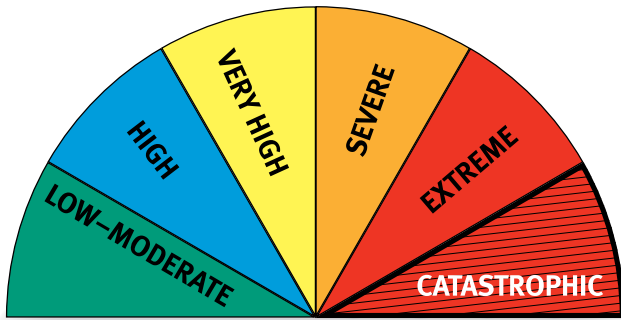 LOW–MODERATE
HIGH
VERY HIGH
SEVERE
EXTREME
CATASTROPHIC